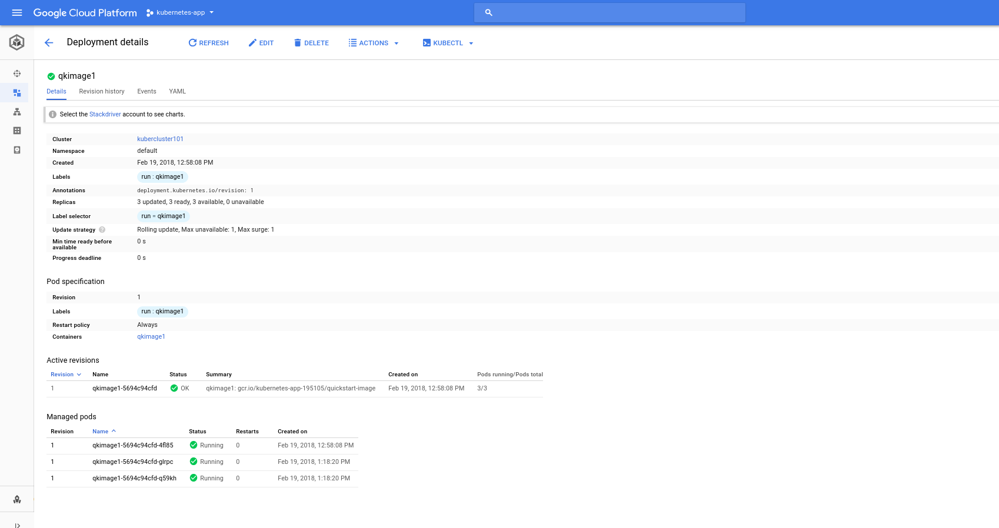 Google Cloud Platform kubernetes-app
Deployment details REFRESH EDIT DELETE ACTIONS KUBECTL
qkimage1
Details Revision history Events YAML
Select the Stackdriver account to see charts.
Cluster kubercluster101
Namespace default
Created Feb 19, 2018, 12:58:08 PM
Labels run : qkimage1
Annotations deployment.kubernetes.io/revision: 1
Replicas 3 updated, 3 ready, 3 available, 0 unavailable
Label selector run = qkimage1
Update strategy ? Rolling update, Max unavailable: 1, Max surge: 1
Min time ready before 0 s
available
Progress deadline 0 s
Pod specification
Revision 1
Labels run : qkimage1
Restart policy Always
Containers qkimage1
Active revisions
Revision Name Status Summary Created on Pods running/Pods total
1 qkimage1-5694c94cfd OK qkimage1: gcr.io/kubernetes-app-195105/quickstart-image Feb 19, 2018, 12:58:08 PM 3/3
Managed pods
Revision Name Status Restarts Created on
1 qkimage1-5694c94cfd-4fl85 Running 0 Feb 19, 2018, 12:58:08 PM
1 qkimage1-5694c94cfd-glrpc Running 0 Feb 19, 2018, 1:18:20 PM
1 qkimage1-5694c94cfd-q59kh Running 0 Feb 19, 2018, 1:18:20 PM